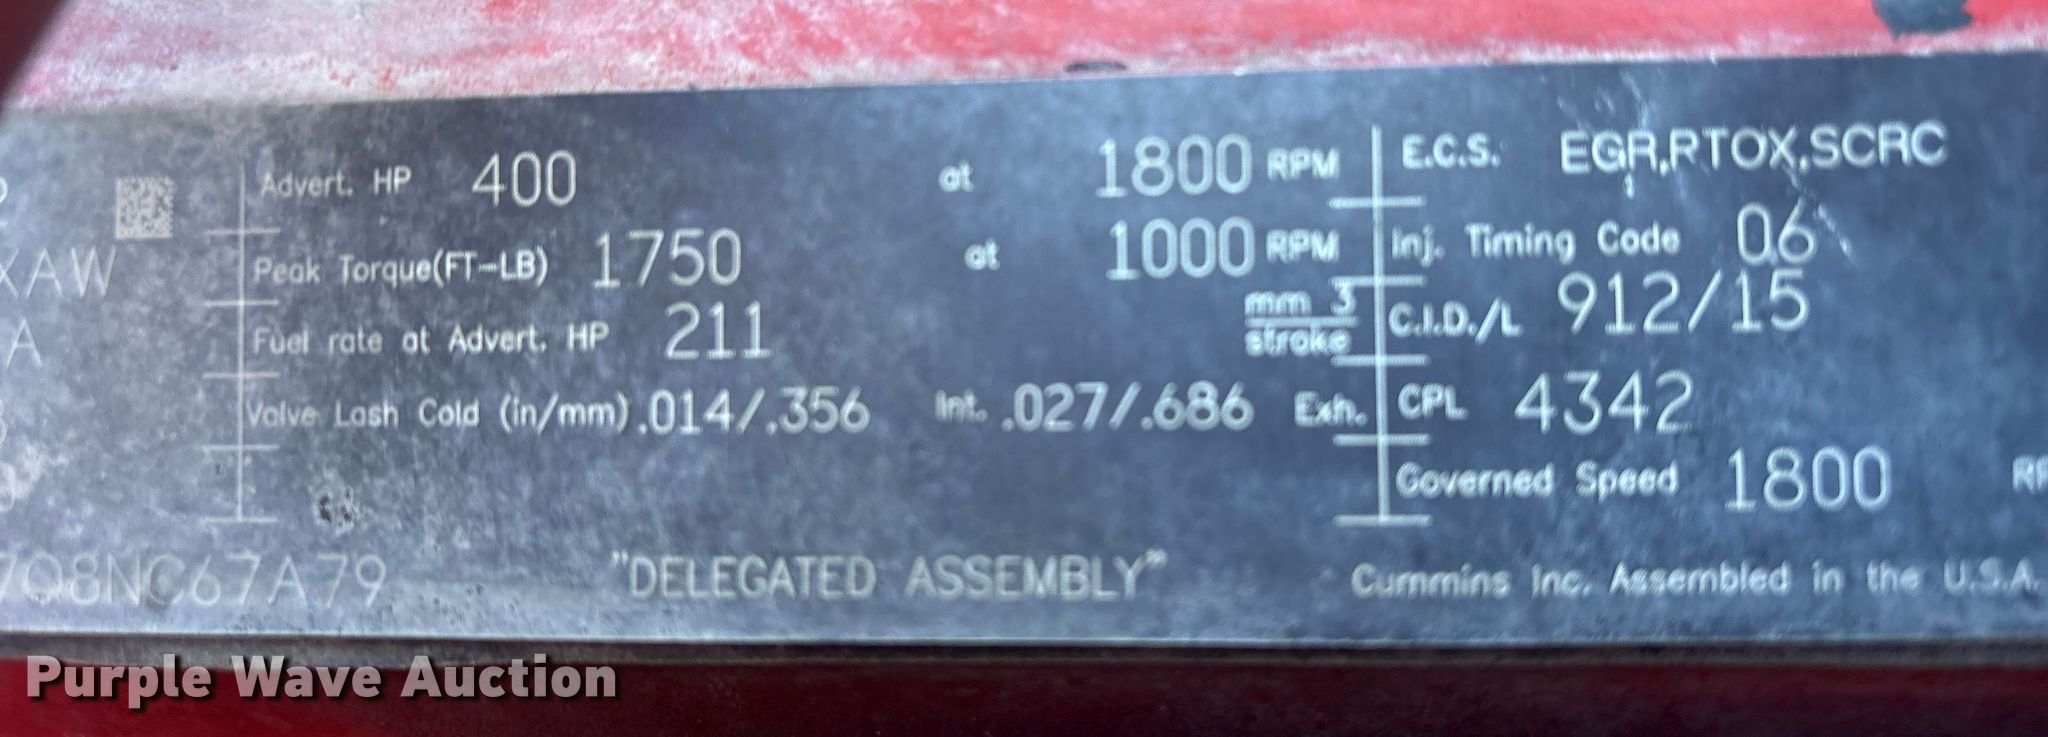 Advert. HP 400 at 1800 RPM
E.C.S. EGR,RTOX,SCRC
XAW
Peak Torque(FT-LB) 1750 at 1000 RPM
Inj. Timing Code 06
A
Fuel rate at Advert. HP 211 mm 3
stroke
C.I.D./L 912/15
Valve Lash Cold (in/mm) .014/.356 Int. .027/.686 Exh.
CPL 4342
Governed Speed 1800
Q8NC67A79
"DELEGATED ASSEMBLY"
Cummins Inc. Assembled in the U.S.A.
Purple Wave Auction